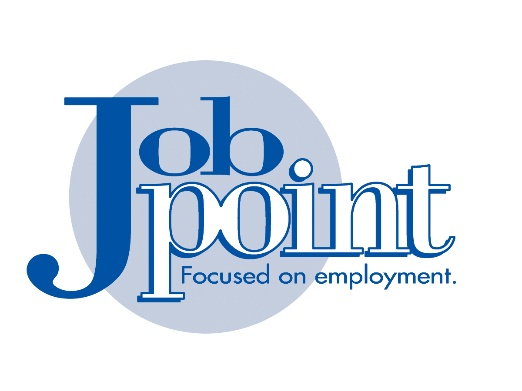 Job
point
Focused on employment.